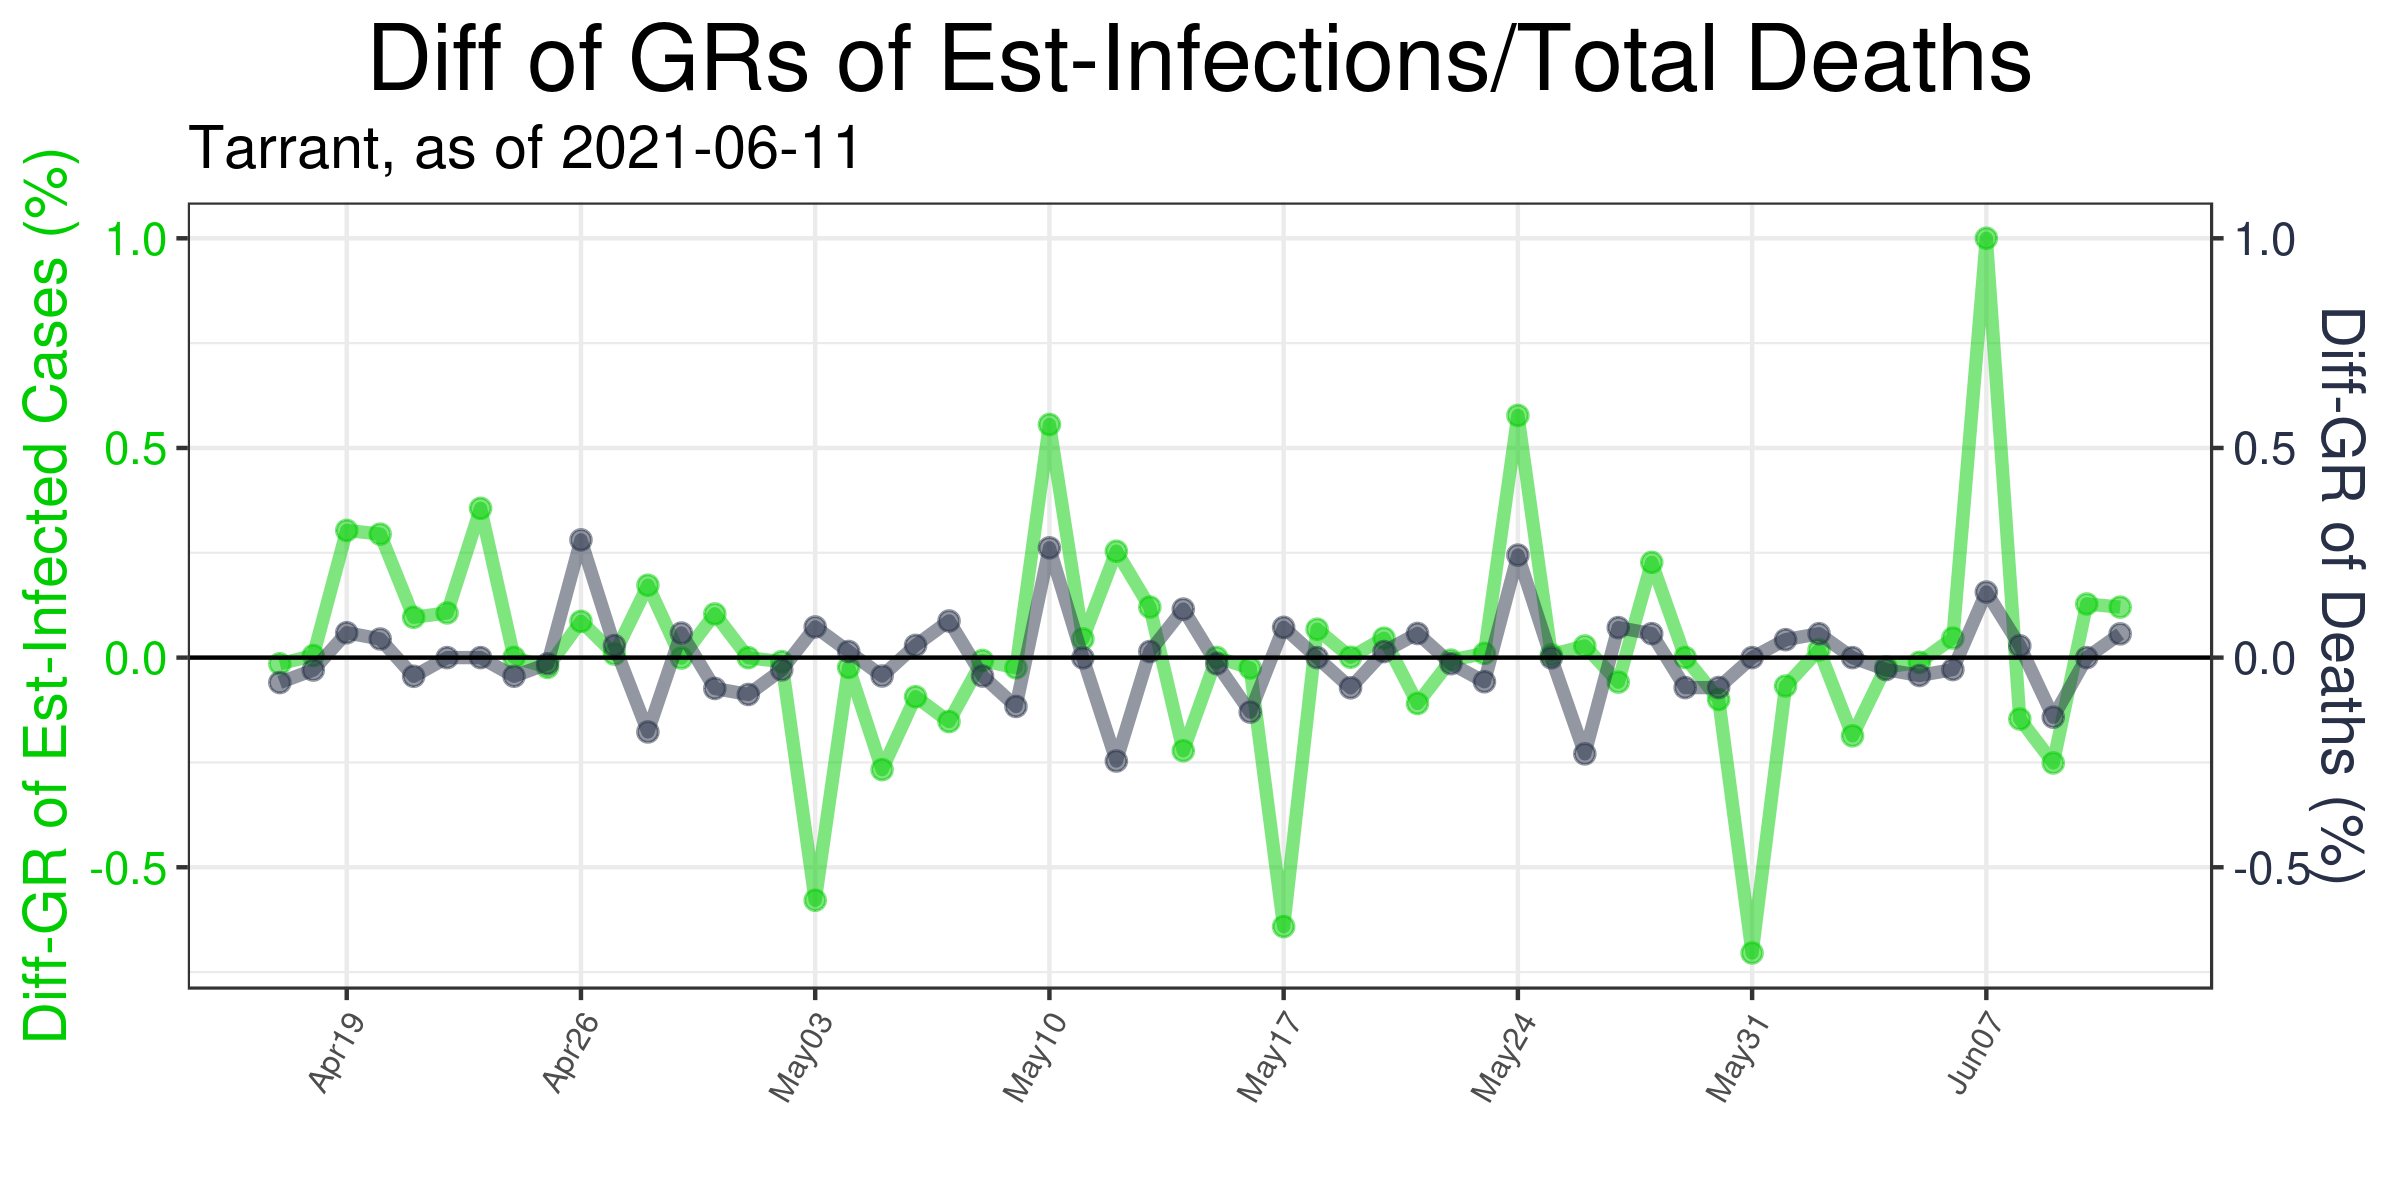 Diff of GRs of Est-Infections/Total Deaths
Tarrant, as of 2021-06-11
Diff-GR of Est-Infected Cases (%)
1.0
0.5
0.0
-0.5
1.0
0.5
0.0
-0.5
Diff-GR of Deaths (%)
Apr19
Apr26
May03
May10
May17
May24
May31
Jun07